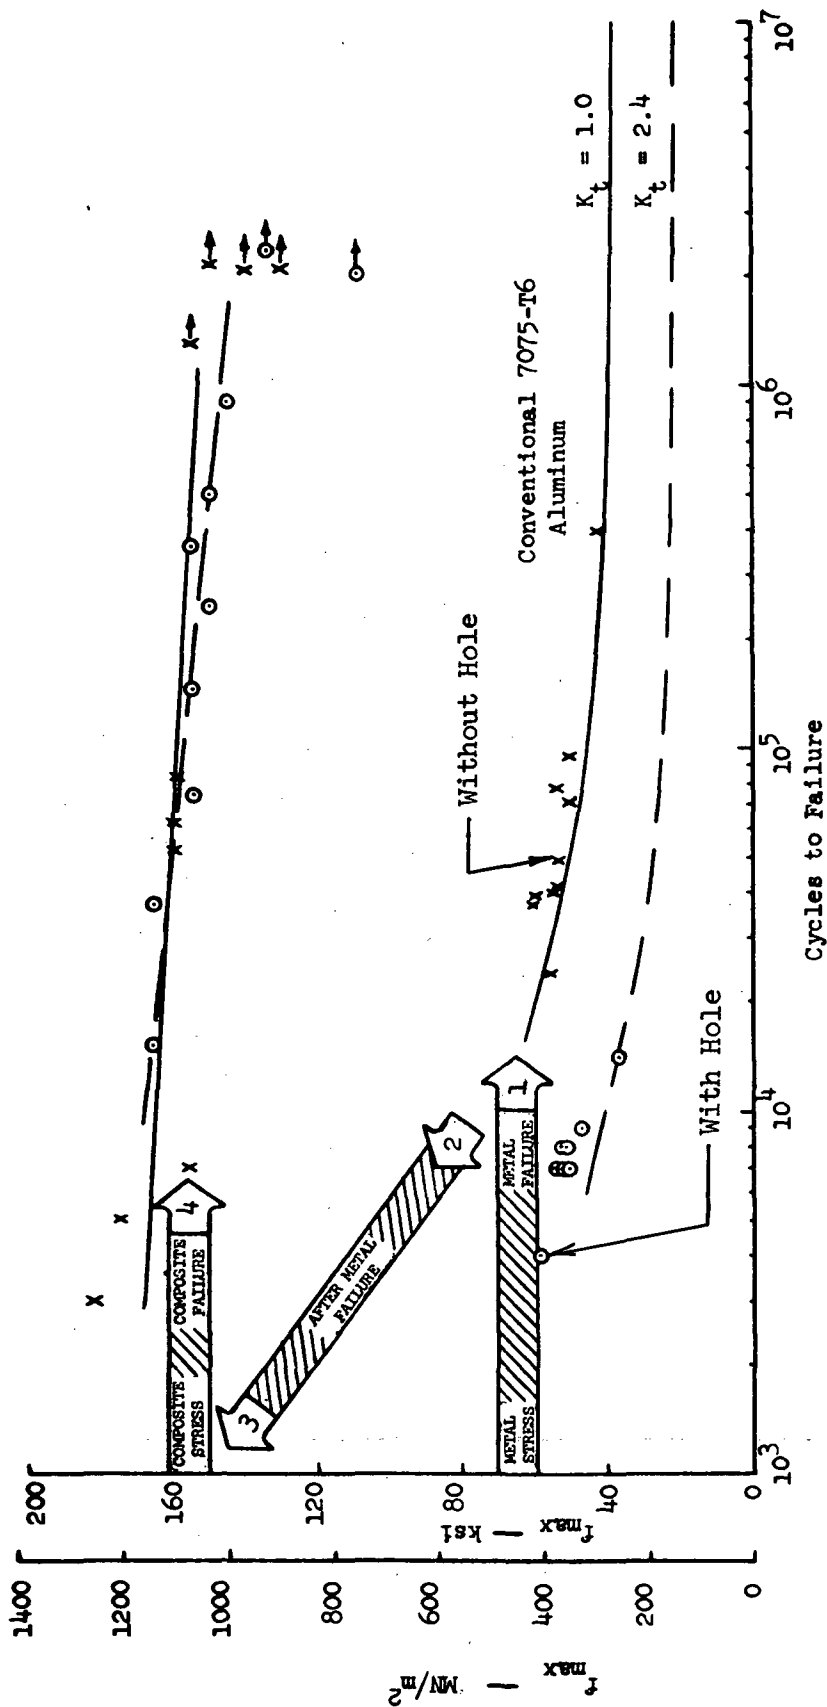 1400
1200
1000
800
600
400
200
0
f max — MN/m²
200
160
120
80
40
f max — ksi
10³
10⁴
10⁵
10⁶
10⁷
Cycles to Failure
COMPOSITE STRESS
COMPOSITE FAILURE
4
3
AFTER METAL FAILURE
2
METAL STRESS
METAL FAILURE
1
Without Hole
With Hole
Conventional 7075-T6
Aluminum
K_t = 1.0
K_t = 2.4